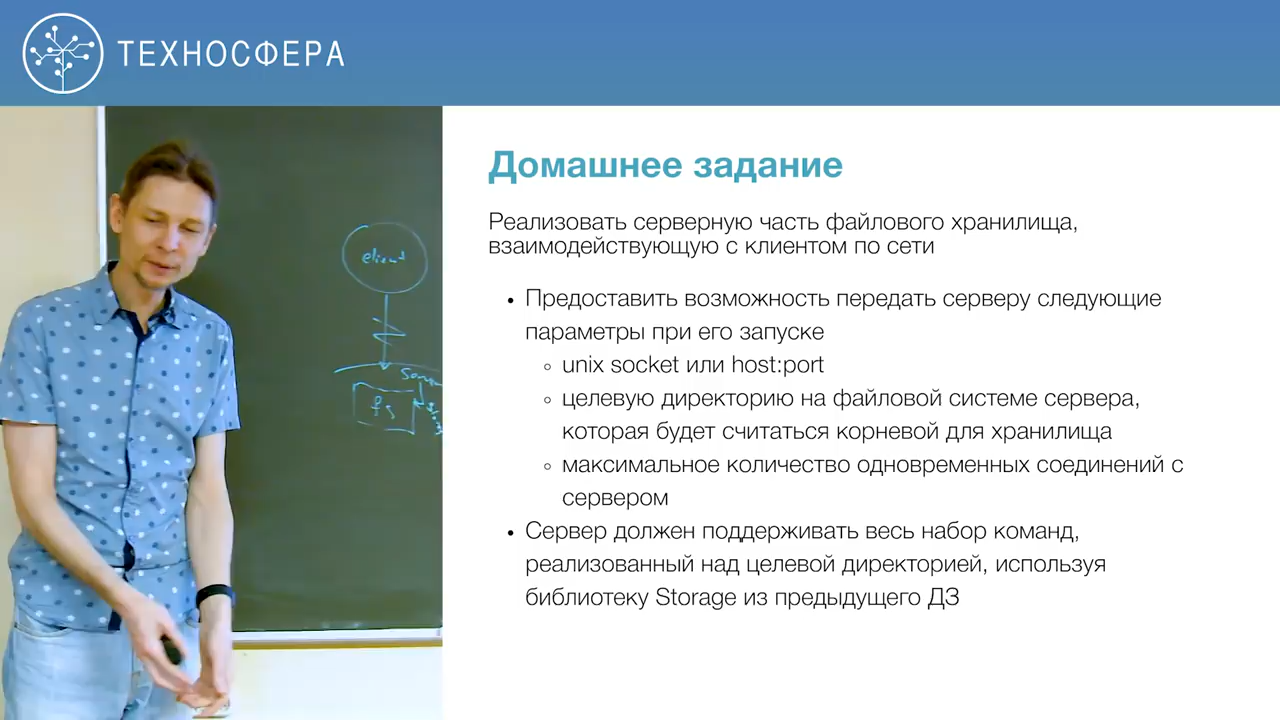 ТЕХНОСФЕРА
Домашнее задание
Реализовать серверную часть файлового хранилища,
взаимодействующую с клиентом по сети
• Предоставить возможность передать серверу следующие
параметры при его запуске
◦ unix socket или host:port
◦ целевую директорию на файловой системе сервера,
которая будет считаться корневой для хранилища
◦ максимальное количество одновременных соединений с
сервером
• Сервер должен поддерживать весь набор команд,
реализованный над целевой директорией, используя
библиотеку Storage из предыдущего ДЗ
client
fs